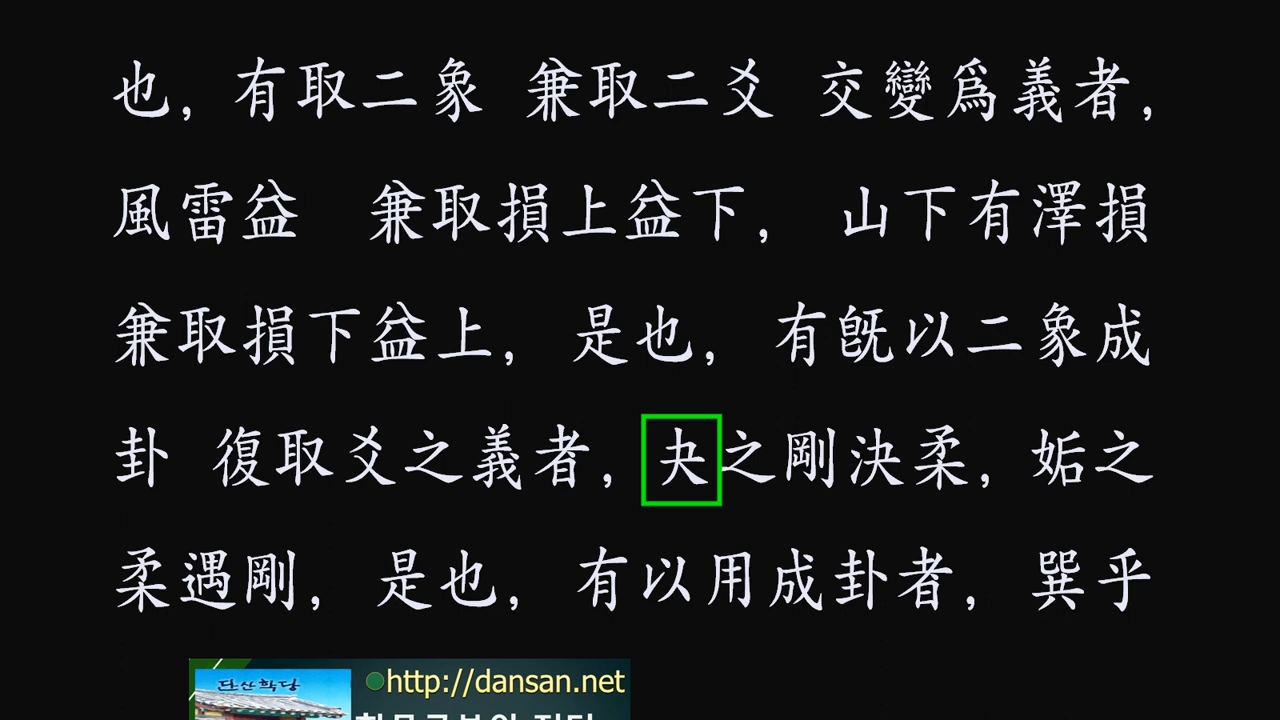 也, 有取二象 兼取二爻 交變爲義者,
風雷益 兼取損上益下, 山下有澤損
兼取損下益上, 是也, 有旣以二象成
卦 復取爻之義者, 夬之剛決柔, 姤之
柔遇剛, 是也, 有以用成卦者, 巽乎
단산학당
http://dansan.net